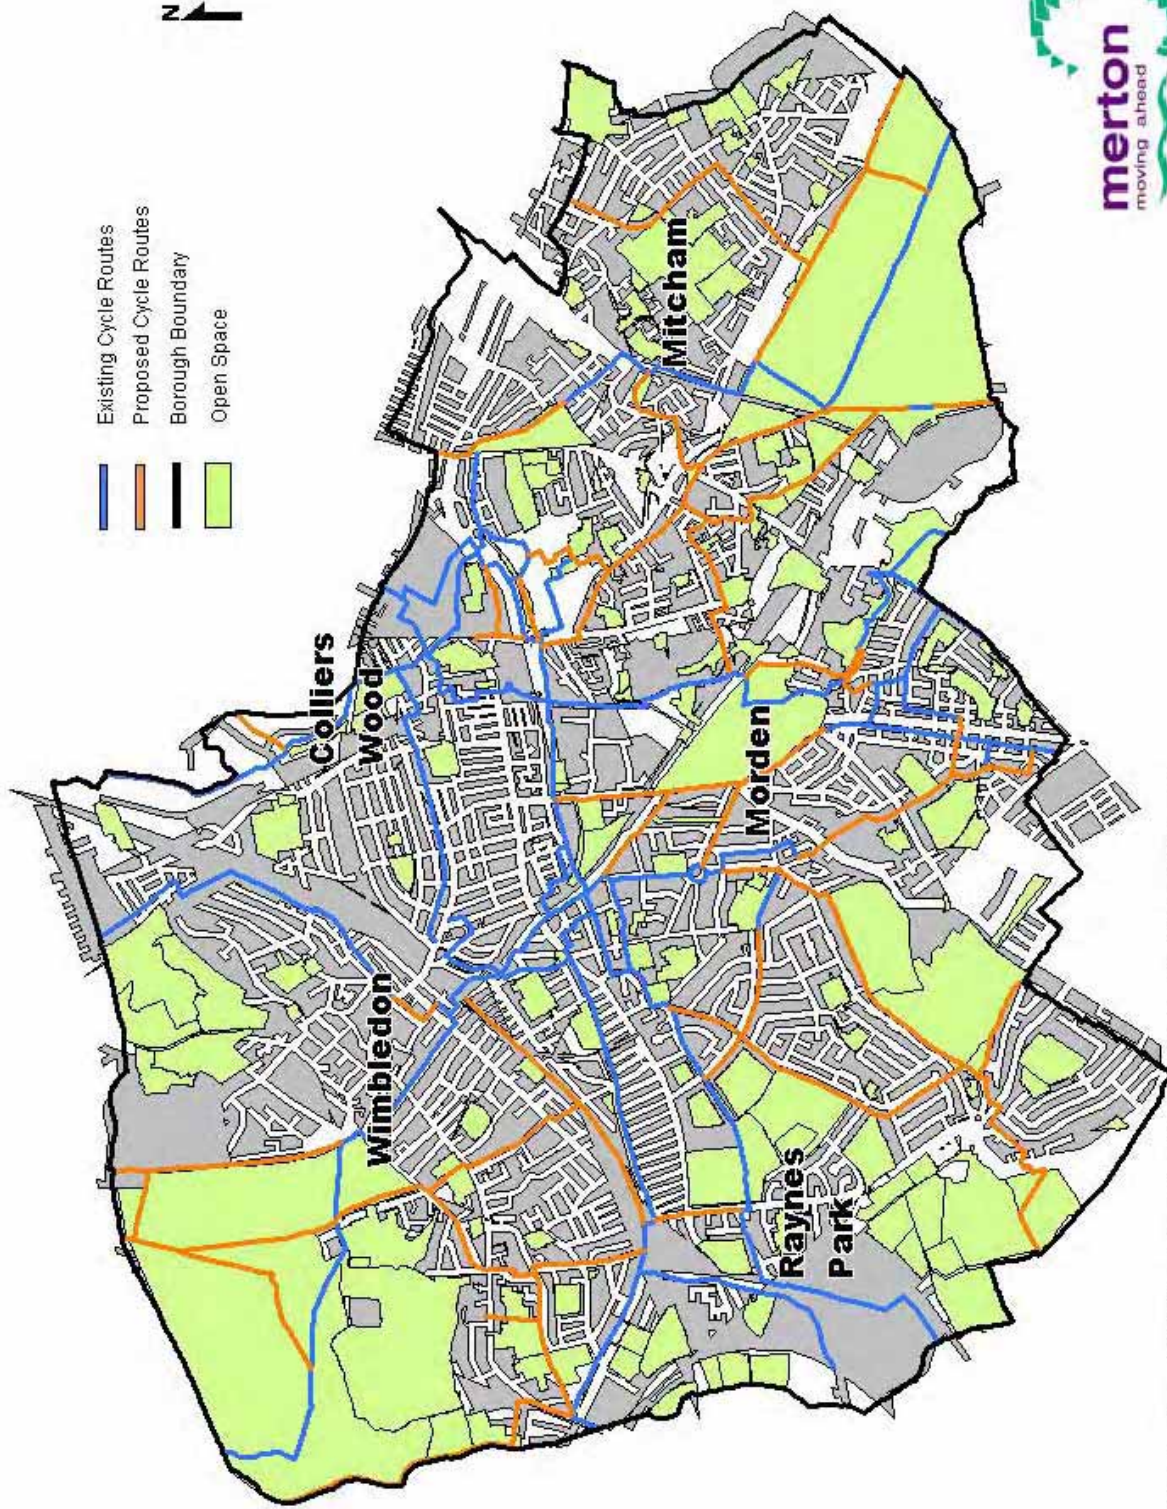 N
Existing Cycle Routes
Proposed Cycle Routes
Borough Boundary
Open Space
Colliers
Wood
Wimbledon
Mitcham
Morden
Raynes
Park
merton
moving ahead